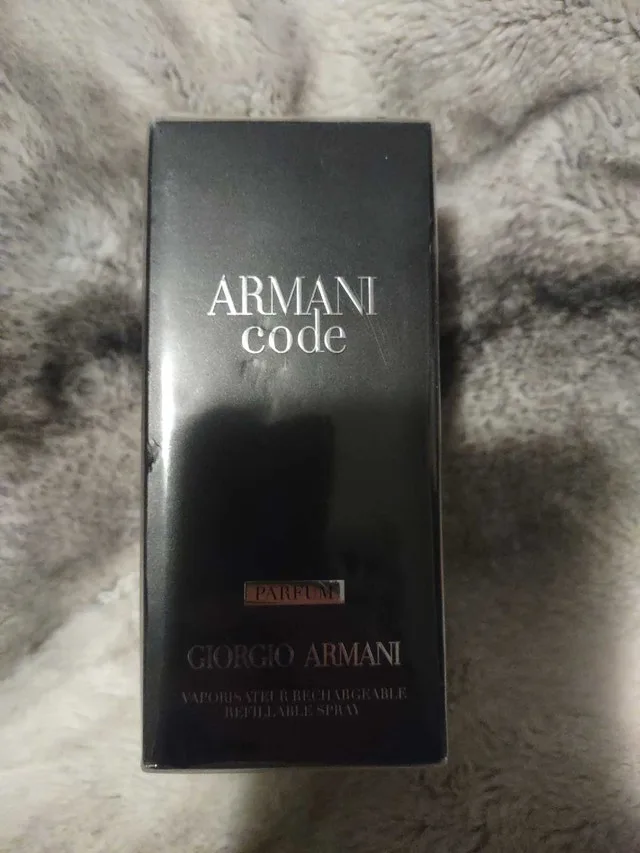 ARMANI
code
PARFUM
GIORGIO ARMANI
VAPORISATEUR RECHARGEABLE
REFILLABLE SPRAY